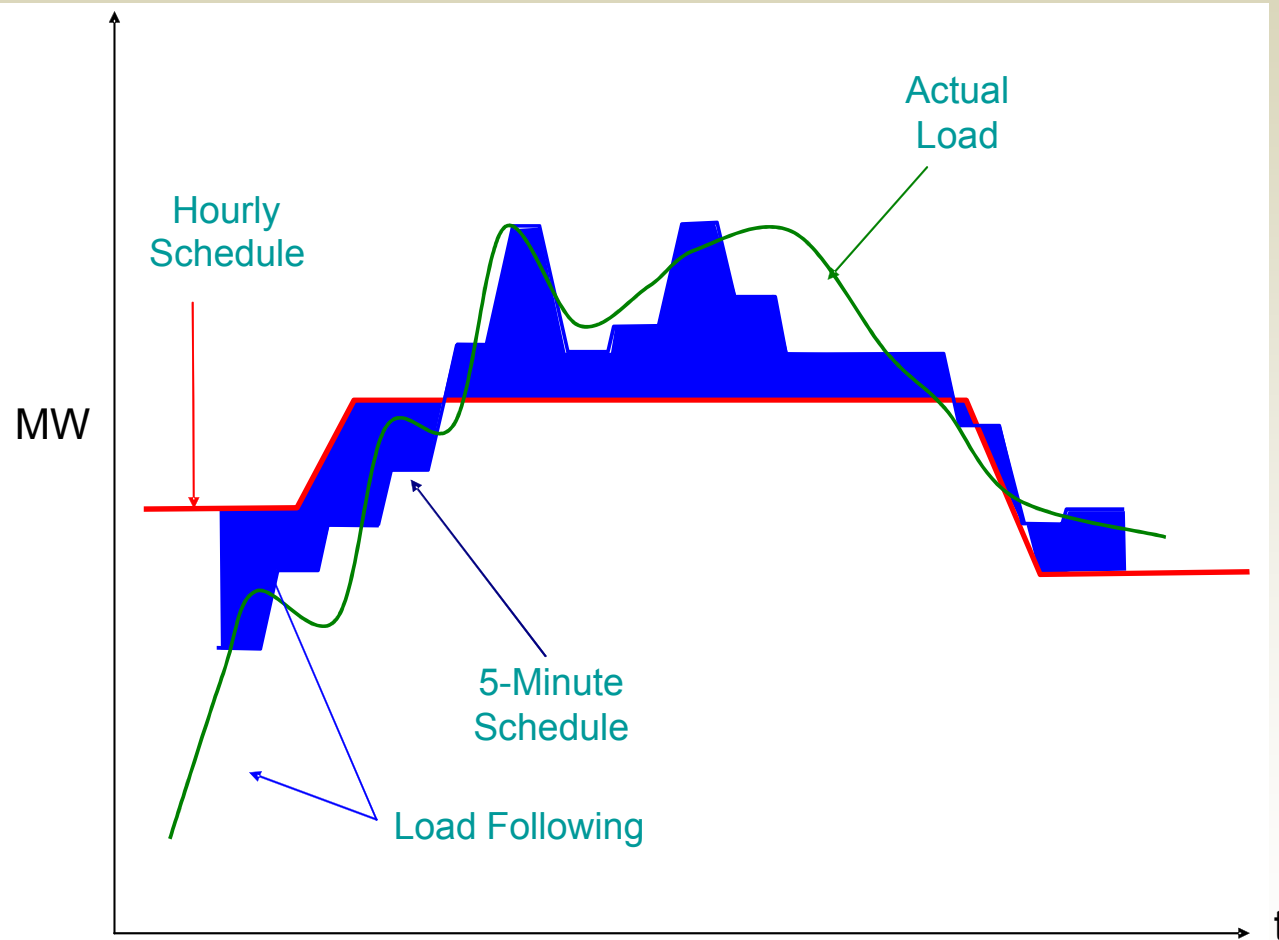 Actual
Load
Hourly
Schedule
MW
5-Minute
Schedule
Load Following
t